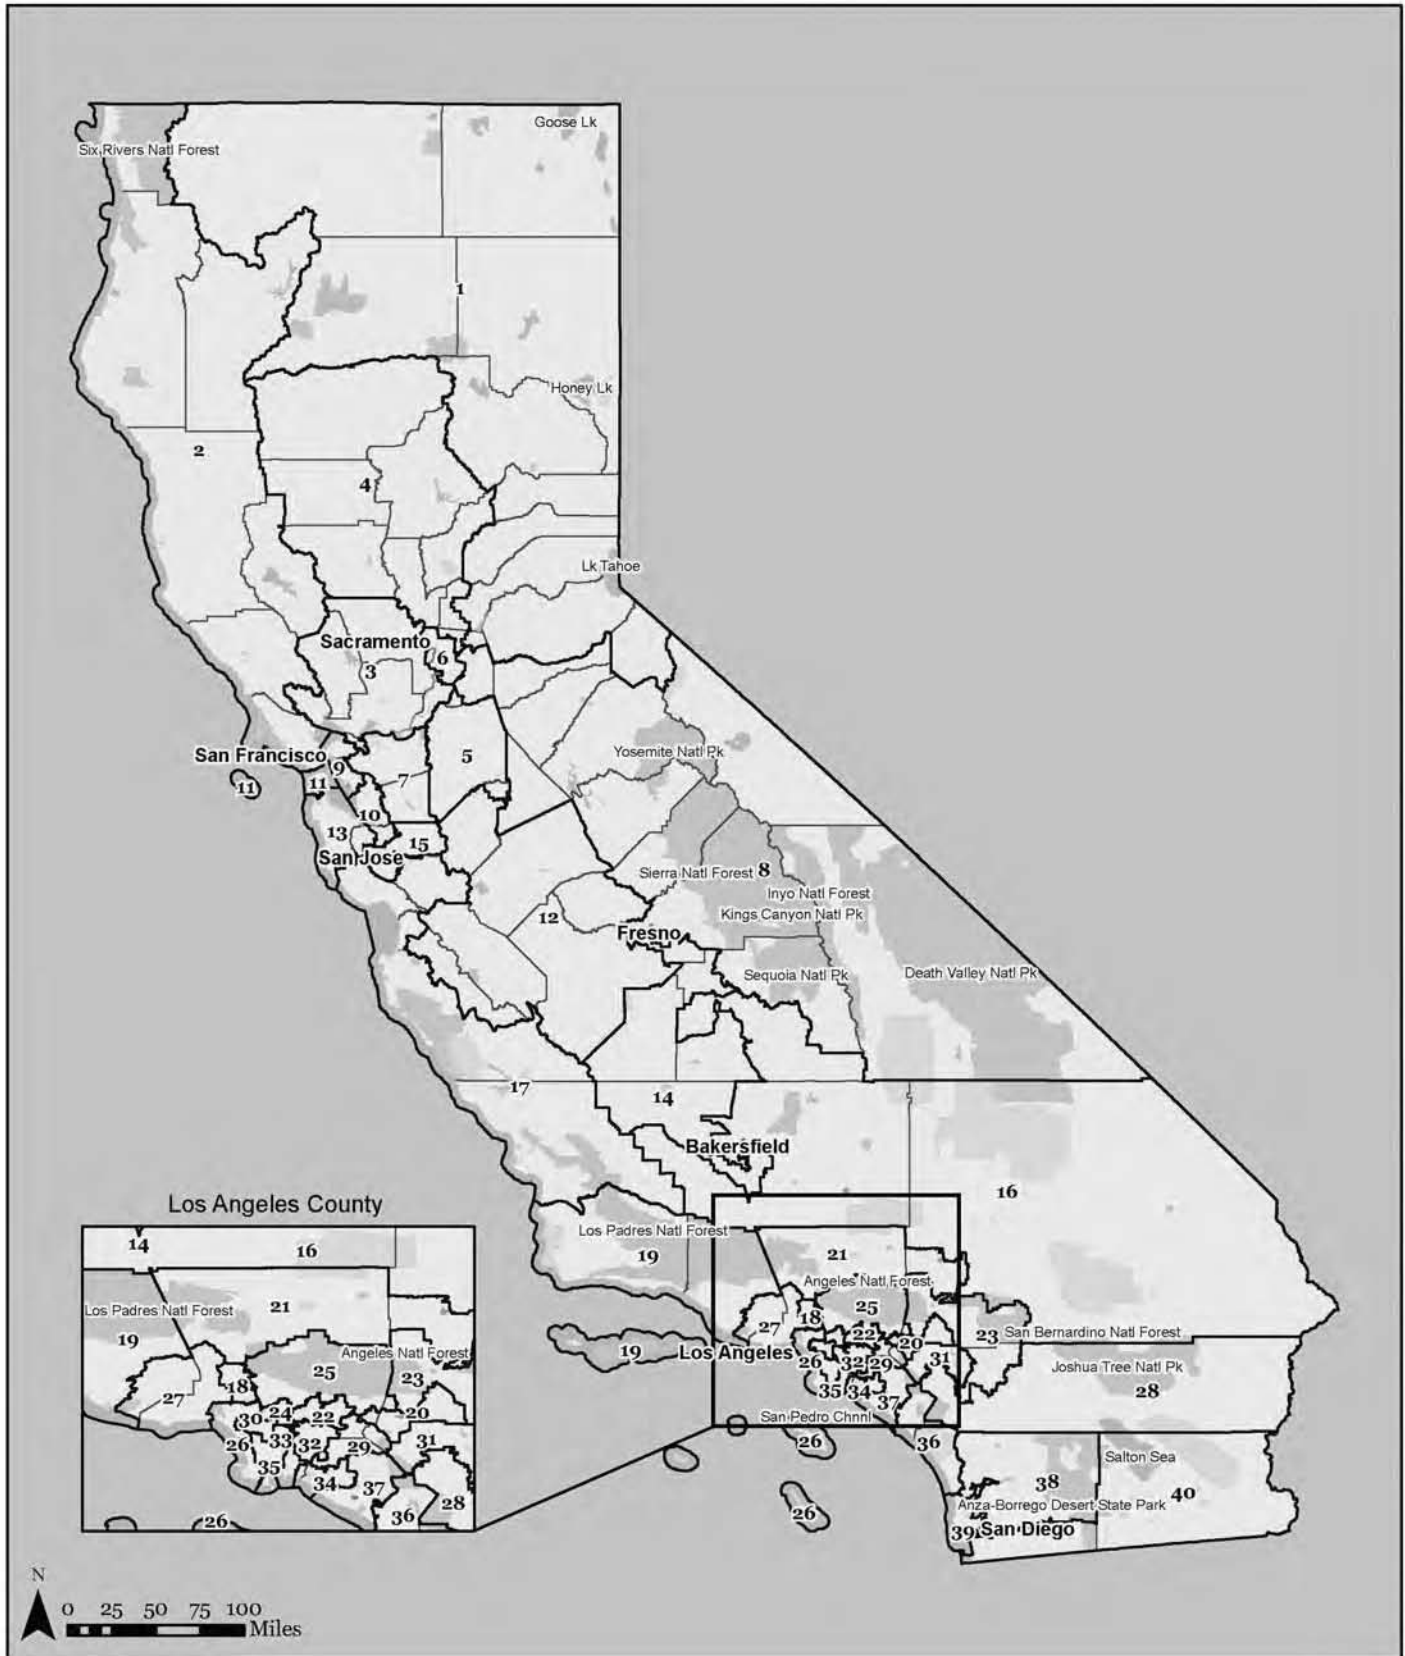 Goose Lk
Six Rivers Natl Forest
1
Honey Lk
2
4
Lk Tahoe
Sacramento
6
3
San Francisco
9
11
11
7
5
Yosemite Natl Pk
10
13
15
San Jose
Sierra Natl Forest
8
Inyo Natl Forest
Kings Canyon Natl Pk
12
Fresno
Sequoia Natl Pk
Death Valley Natl Pk
17
14
Bakersfield
16
Los Padres Natl Forest
19
21
Angeles Natl Forest
25
18
27
22
20
23
San Bernardino Natl Forest
19
Los Angeles
26
32
29
31
Joshua Tree Natl Pk
28
35
34
37
San Pedro Chnnl
26
36
Salton Sea
38
40
26
Anza-Borrego Desert State Park
39
San Diego
Los Angeles County
14
16
Los Padres Natl Forest
21
19
Angeles Natl Forest
25
23
18
27
30
24
22
20
26
33
32
29
31
35
34
37
28
36
26
N
0 25 50 75 100
Miles